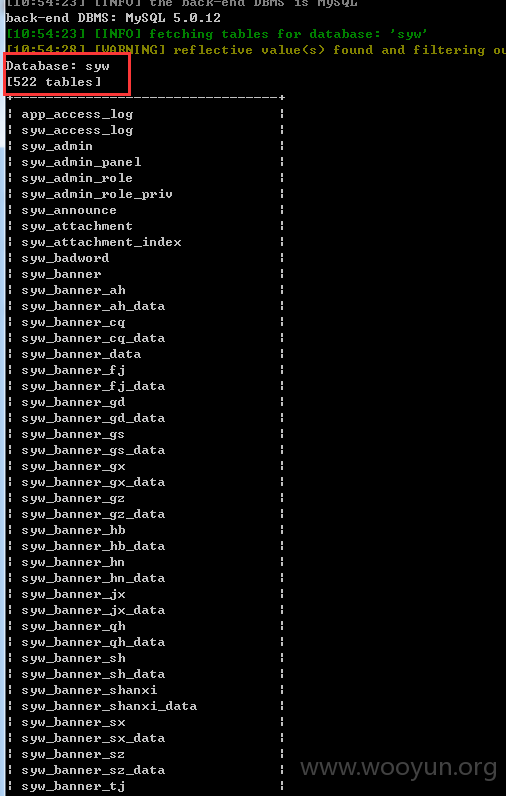 [10:54:23] [INFO] the back-end DBMS is MySQL
back-end DBMS: MySQL 5.0.12
[10:54:23] [INFO] fetching tables for database: 'syw'
[10:54:28] [WARNING] reflective value(s) found and filtering ou
Database: syw
[522 tables]
+---------------------------------+
| app_access_log |
| syw_access_log |
| syw_admin |
| syw_admin_panel |
| syw_admin_role |
| syw_admin_role_priv |
| syw_announce |
| syw_attachment |
| syw_attachment_index |
| syw_badword |
| syw_banner |
| syw_banner_ah |
| syw_banner_ah_data |
| syw_banner_cq |
| syw_banner_cq_data |
| syw_banner_data |
| syw_banner_fj |
| syw_banner_fj_data |
| syw_banner_gd |
| syw_banner_gd_data |
| syw_banner_gs |
| syw_banner_gs_data |
| syw_banner_gx |
| syw_banner_gx_data |
| syw_banner_gz |
| syw_banner_gz_data |
| syw_banner_hb |
| syw_banner_hb_data |
| syw_banner_hn |
| syw_banner_hn_data |
| syw_banner_jx |
| syw_banner_jx_data |
| syw_banner_qh |
| syw_banner_qh_data |
| syw_banner_sh |
| syw_banner_sh_data |
| syw_banner_shanxi |
| syw_banner_shanxi_data |
| syw_banner_sx |
| syw_banner_sx_data |
| syw_banner_sz |
| syw_banner_sz_data |
| syw_banner_tj |
www.wooyun.org